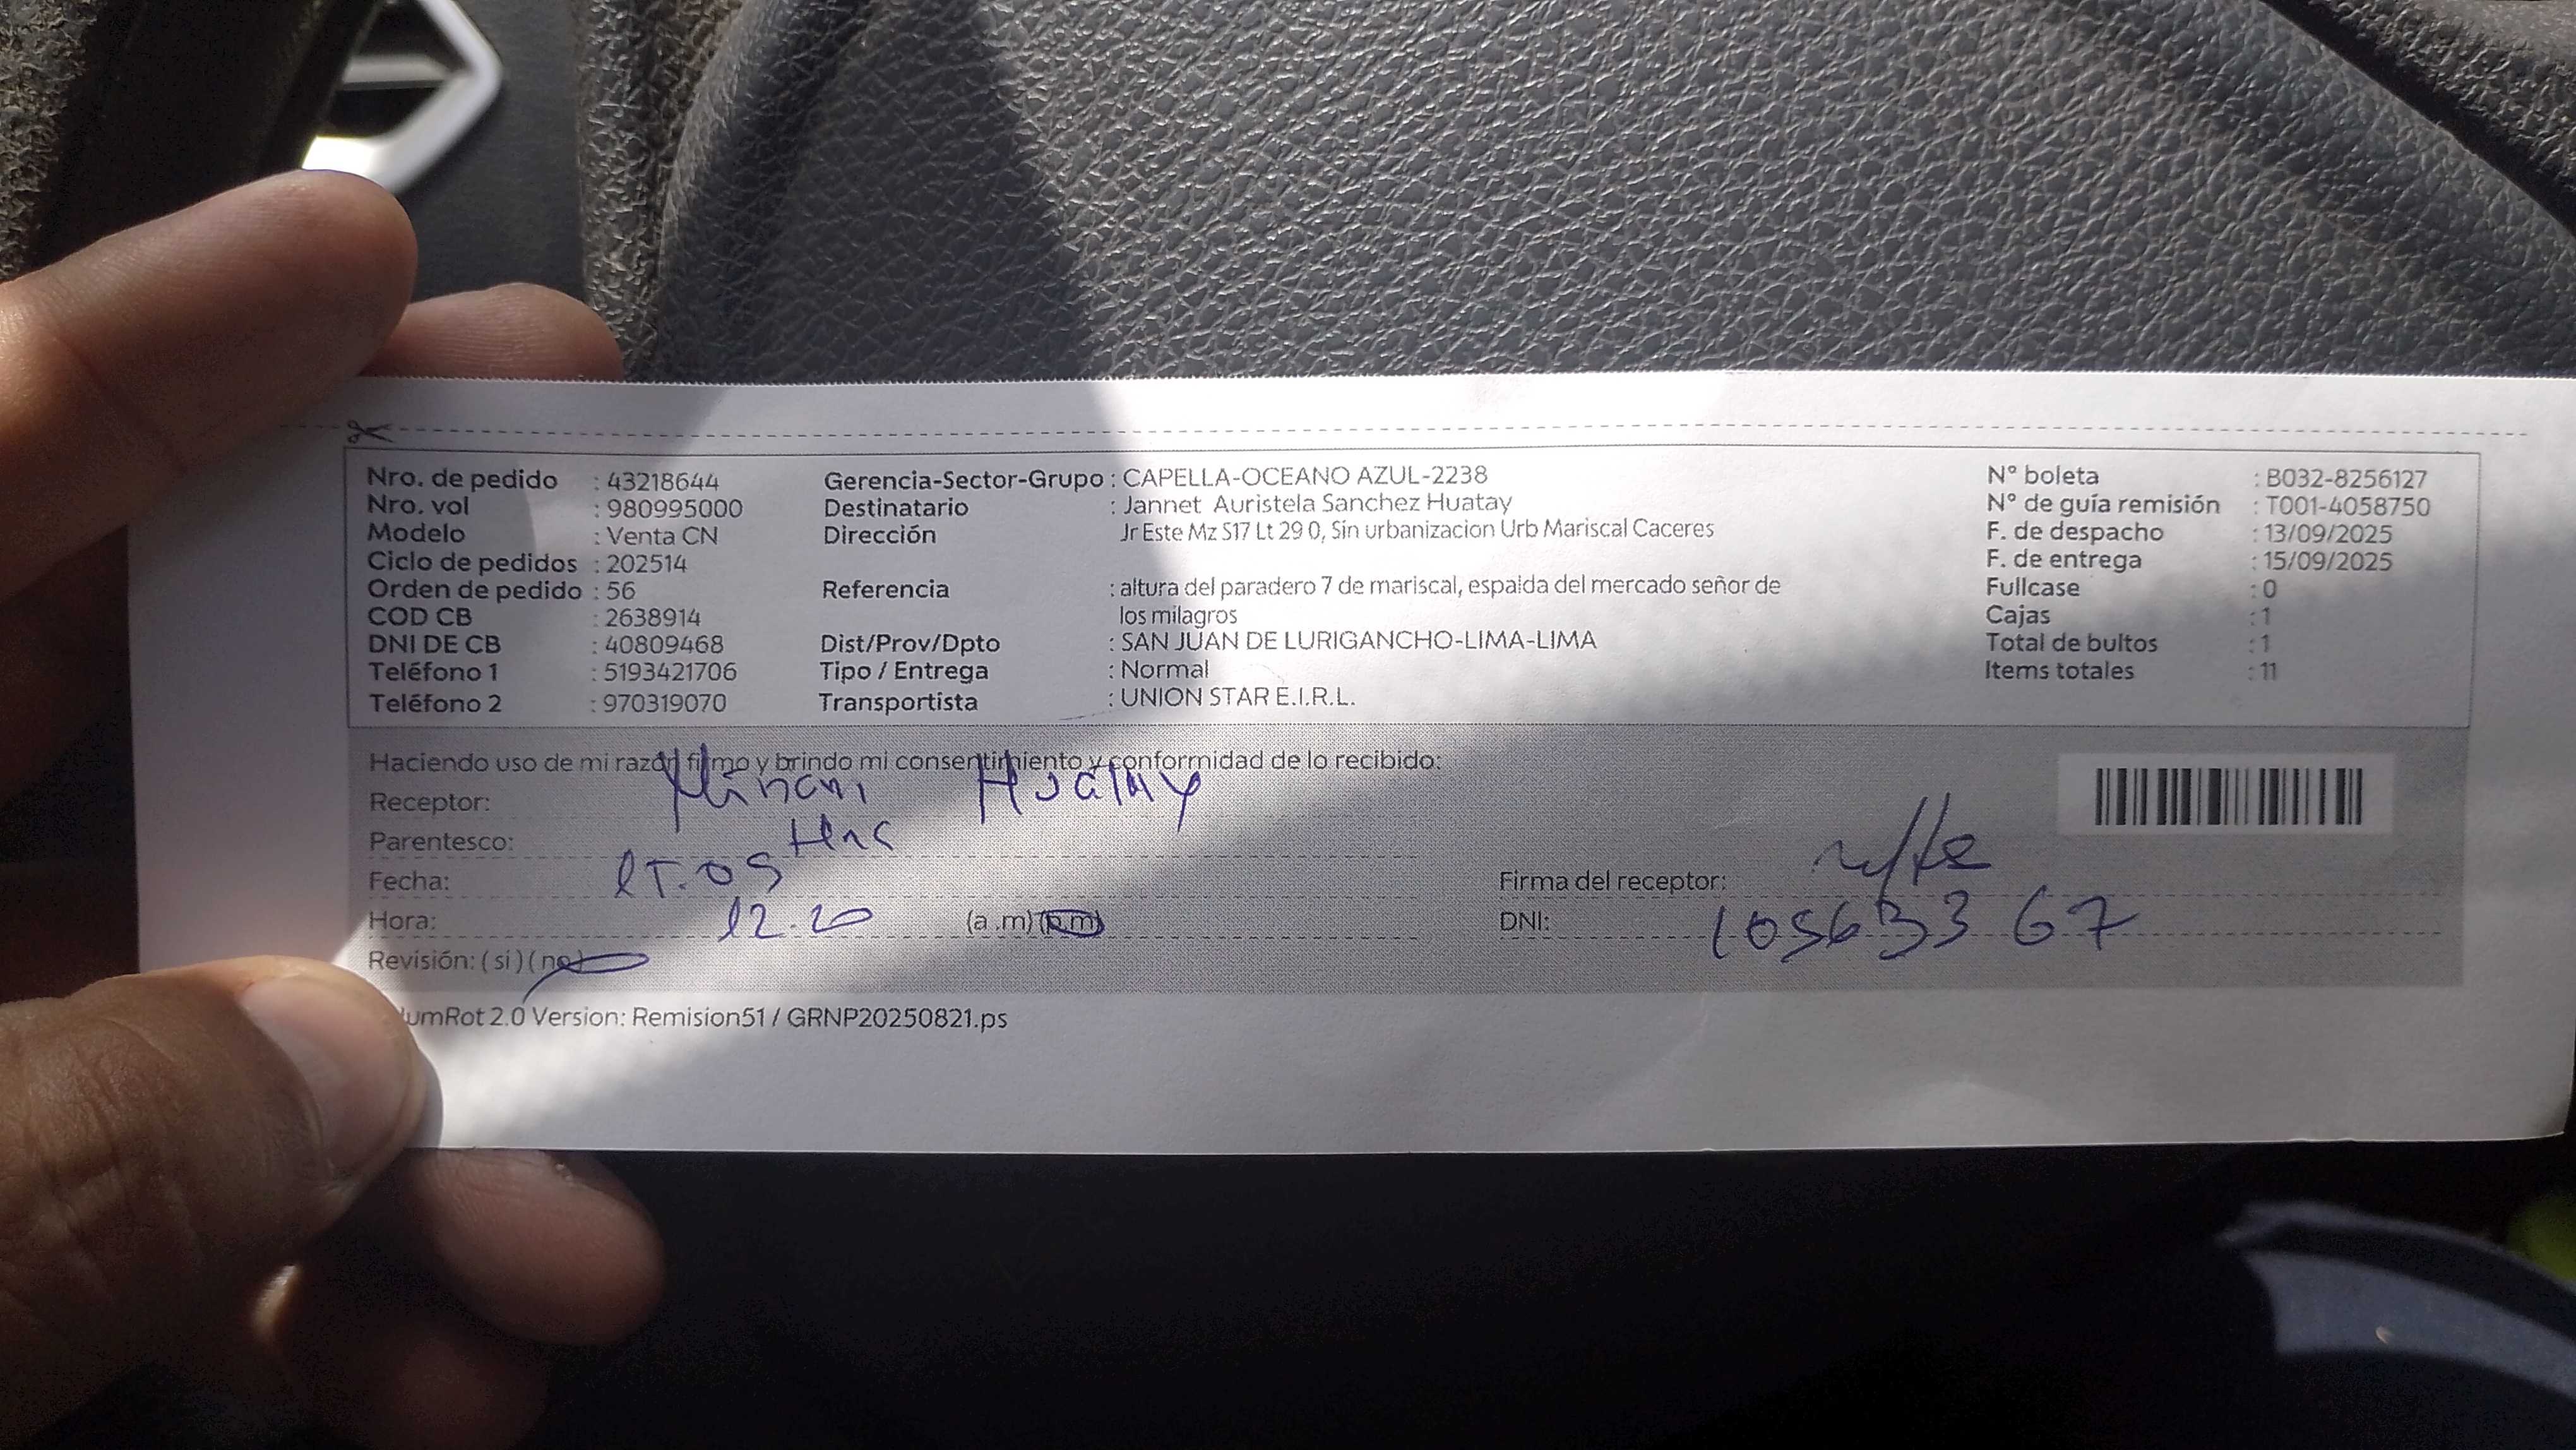 Nro. de pedido : 43218644 Gerencia-Sector-Grupo : CAPELLA-OCEANO AZUL-2238 N° boleta : B032-8256127
Nro. vol : 980995000 Destinatario : Jannet Auristela Sanchez Huatay N° de guía remisión : T001-4058750
Modelo : Venta CN Dirección Jr Este Mz S17 Lt 29 0, Sin urbanizacion Urb Mariscal Caceres F. de despacho : 13/09/2025
Ciclo de pedidos : 202514 F. de entrega : 15/09/2025
Orden de pedido : 56 Referencia : altura del paradero 7 de mariscal, espalda del mercado señor de Fullcase : 0
COD CB : 2638914 los milagros Cajas : 1
DNI DE CB : 40809468 Dist/Prov/Dpto : SAN JUAN DE LURIGANCHO-LIMA-LIMA Total de bultos : 1
Teléfono 1 : 5193421706 Tipo / Entrega : Normal Items totales : 11
Teléfono 2 : 970319070 Transportista : UNION STAR E.I.R.L.
Haciendo uso de mi razón firmo y brindo mi consentimiento y conformidad de lo recibido:
Receptor: Huatay
Parentesco:
Fecha: Firma del receptor:
Hora: 12.20 (a.m) (p.m) DNI: 10563367
Revisión: (si) (no)
umRot 2.0 Version: Remision51 / GRNP20250821.ps